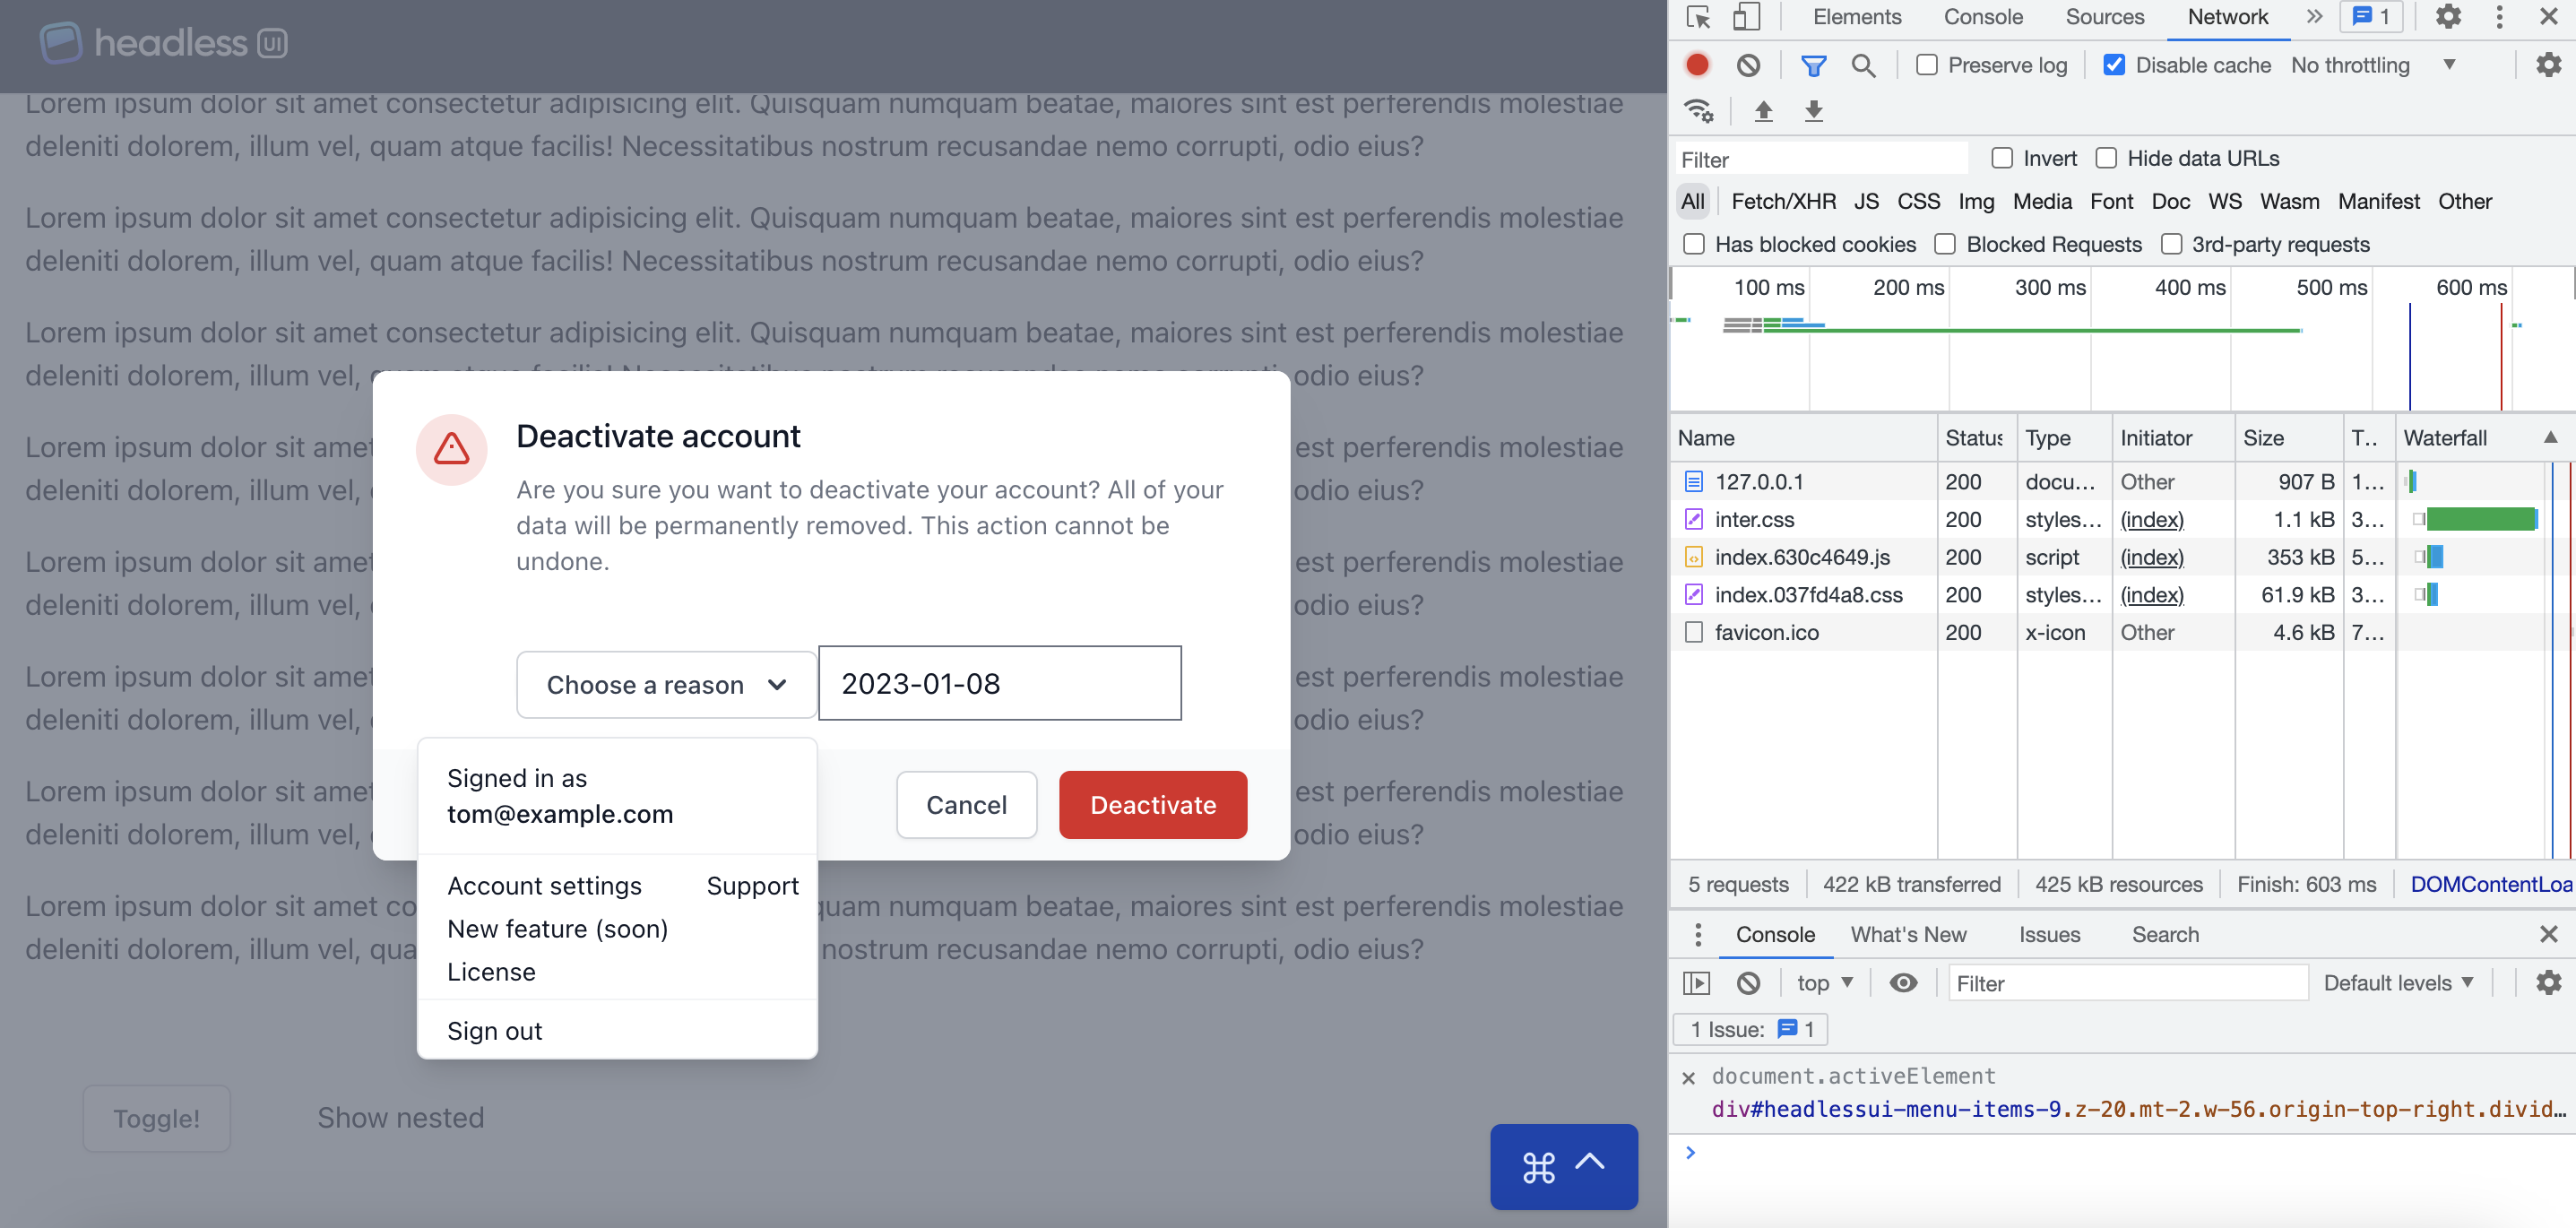 headless UI
Lorem ipsum dolor sit amet consectetur adipisicing elit. Quisquam numquam beatae, maiores sint est perferendis molestiae
deleniti dolorem, illum vel, quam atque facilis! Necessitatibus nostrum recusandae nemo corrupti, odio eius?
Lorem ipsum dolor sit amet consectetur adipisicing elit. Quisquam numquam beatae, maiores sint est perferendis molestiae
deleniti dolorem, illum vel, quam atque facilis! Necessitatibus nostrum recusandae nemo corrupti, odio eius?
Lorem ipsum dolor sit amet consectetur adipisicing elit. Quisquam numquam beatae, maiores sint est perferendis molestiae
deleniti dolorem, illum vel, quam atque facilis! Necessitatibus nostrum recusandae nemo corrupti, odio eius?
Lorem ipsum dolor sit amet est perferendis molestiae
deleniti dolorem, illum vel, odio eius?
Lorem ipsum dolor sit amet est perferendis molestiae
deleniti dolorem, illum vel, odio eius?
Lorem ipsum dolor sit amet est perferendis molestiae
deleniti dolorem, illum vel, odio eius?
Lorem ipsum dolor sit amet est perferendis molestiae
deleniti dolorem, illum vel, odio eius?
Lorem ipsum dolor sit amet co quam numquam beatae, maiores sint est perferendis molestiae
deleniti dolorem, illum vel, qua nostrum recusandae nemo corrupti, odio eius?
Deactivate account
Are you sure you want to deactivate your account? All of your
data will be permanently removed. This action cannot be
undone.
Choose a reason
2023-01-08
Cancel
Deactivate
Signed in as
tom@example.com
Account settings Support
New feature (soon)
License
Sign out
Toggle!
Show nested
⌘ ^
Elements Console Sources Network » 1
Preserve log Disable cache No throttling
Filter Invert Hide data URLs
All Fetch/XHR JS CSS Img Media Font Doc WS Wasm Manifest Other
Has blocked cookies Blocked Requests 3rd-party requests
100 ms 200 ms 300 ms 400 ms 500 ms 600 ms
Name Status Type Initiator Size T.. Waterfall
127.0.0.1 200 docu... Other 907 B 1...
inter.css 200 styles... (index) 1.1 kB 3...
index.630c4649.js 200 script (index) 353 kB 5...
index.037fd4a8.css 200 styles... (index) 61.9 kB 3...
favicon.ico 200 x-icon Other 4.6 kB 7...
5 requests 422 kB transferred 425 kB resources Finish: 603 ms DOMContentLoa
Console What's New Issues Search
top Filter Default levels
1 Issue: 1
document.activeElement
div#headlessui-menu-items-9.z-20.mt-2.w-56.origin-top-right.divid…